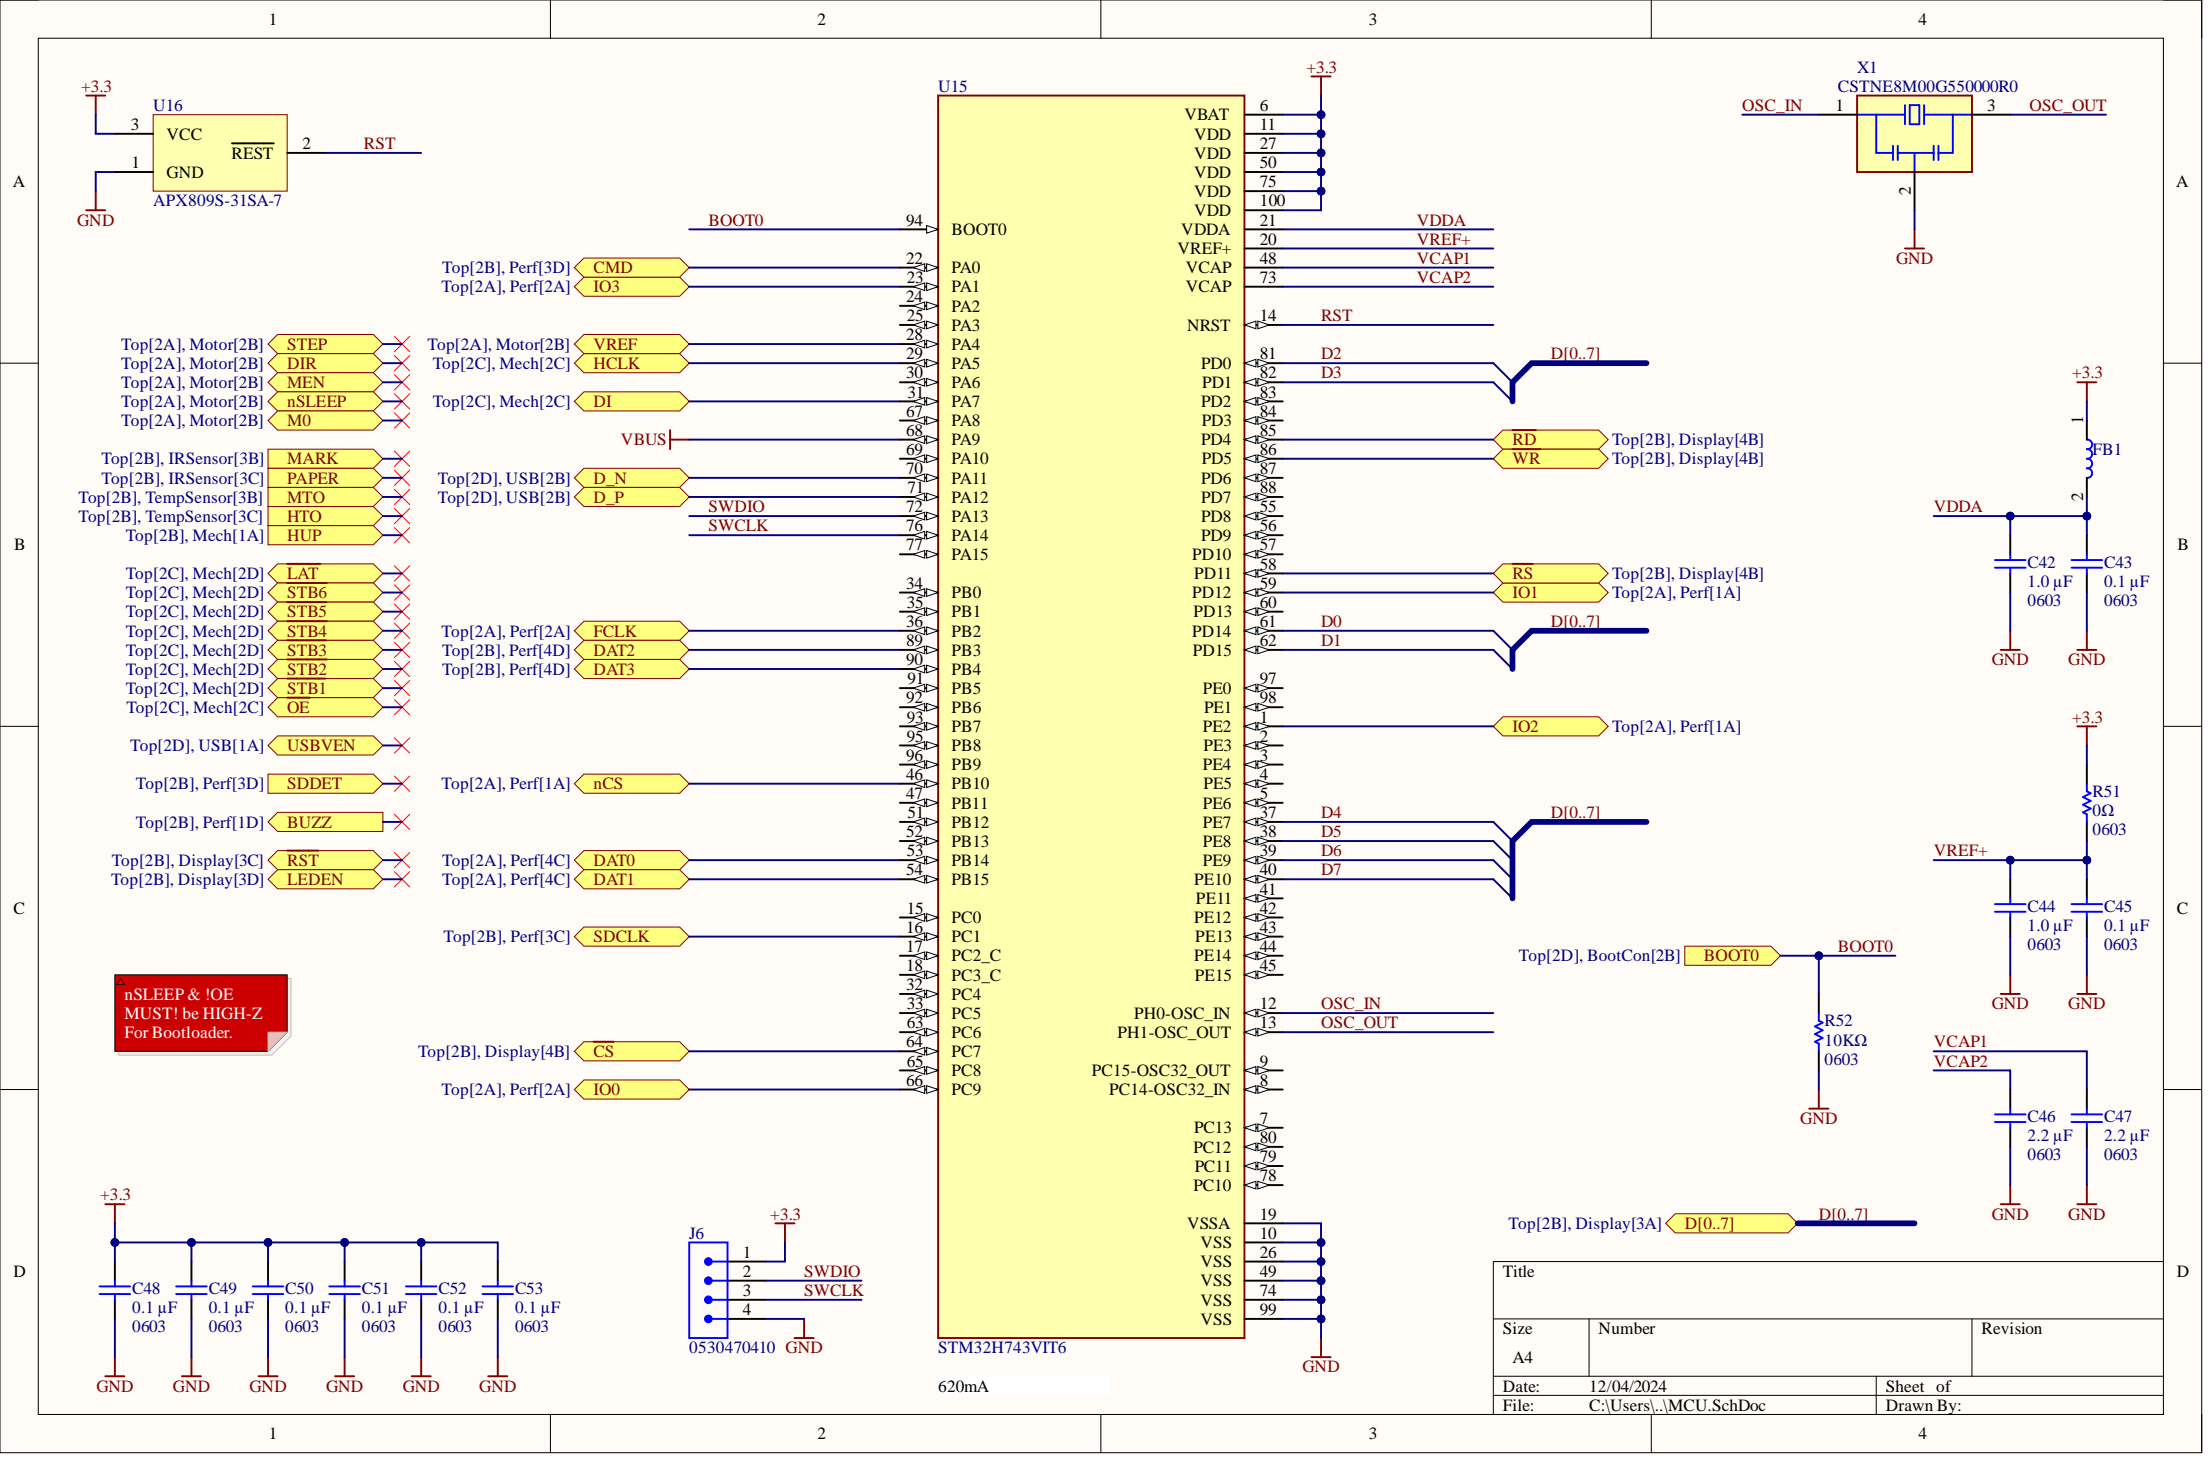 1
2
3
4
A
B
C
D
A
B
C
D
1
2
3
4
+3.3
U16
3
VCC
1
GND
REST
2
RST
APX809S-31SA-7
GND
U15
+3.3
BOOT0
94
BOOT0
Top[2B], Perf[3D] CMD 22 PA0
Top[2A], Perf[2A] IO3 23 PA1
24 PA2
25 PA3
Top[2A], Motor[2B] VREF 28 PA4
Top[2C], Mech[2C] HCLK 29 PA5
30 PA6
Top[2C], Mech[2C] DI 31 PA7
67 PA8
VBUS 68 PA9
69 PA10
Top[2D], USB[2B] D_N 70 PA11
Top[2D], USB[2B] D_P 71 PA12
SWDIO 72 PA13
SWCLK 76 PA14
77 PA15
34 PB0
35 PB1
Top[2A], Perf[2A] FCLK 36 PB2
Top[2B], Perf[4D] DAT2 89 PB3
Top[2B], Perf[4D] DAT3 90 PB4
91 PB5
92 PB6
93 PB7
95 PB8
96 PB9
Top[2A], Perf[1A] nCS 46 PB10
47 PB11
51 PB12
52 PB13
Top[2A], Perf[4C] DAT0 53 PB14
Top[2A], Perf[4C] DAT1 54 PB15
15 PC0
Top[2B], Perf[3C] SDCLK 16 PC1
17 PC2_C
18 PC3_C
32 PC4
33 PC5
63 PC6
Top[2B], Display[4B] CS 64 PC7
65 PC8
Top[2A], Perf[2A] IO0 66 PC9
Top[2A], Motor[2B] STEP
Top[2A], Motor[2B] DIR
Top[2A], Motor[2B] MEN
Top[2A], Motor[2B] nSLEEP
Top[2A], Motor[2B] M0
Top[2B], IRSensor[3B] MARK
Top[2B], IRSensor[3C] PAPER
Top[2B], TempSensor[3B] MTO
Top[2B], TempSensor[3C] HTO
Top[2B], Mech[1A] HUP
Top[2C], Mech[2D] LAT
Top[2C], Mech[2D] STB6
Top[2C], Mech[2D] STB5
Top[2C], Mech[2D] STB4
Top[2C], Mech[2D] STB3
Top[2C], Mech[2D] STB2
Top[2C], Mech[2D] STB1
Top[2C], Mech[2C] OE
Top[2D], USB[1A] USBVEN
Top[2B], Perf[3D] SDDET
Top[2B], Perf[1D] BUZZ
Top[2B], Display[3C] RST
Top[2B], Display[3D] LEDEN
nSLEEP & !OE
MUST! be HIGH-Z
For Bootloader.
VBAT 6
VDD 11
VDD 27
VDD 50
VDD 75
VDD 100
VDDA 21 VDDA
VREF+ 20 VREF+
VCAP 48 VCAP1
VCAP 73 VCAP2
NRST 14 RST
PD0 81 D2 D[0..7]
PD1 82 D3
PD2 83
PD3 84
PD4 85 RD Top[2B], Display[4B]
PD5 86 WR Top[2B], Display[4B]
PD6 87
PD7 88
PD8 55
PD9 56
PD10 57
PD11 58 RS Top[2B], Display[4B]
PD12 59 IO1 Top[2A], Perf[1A]
PD13 60
PD14 61 D0 D[0..7]
PD15 62 D1
PE0 97
PE1 98
PE2 1 IO2 Top[2A], Perf[1A]
PE3 2
PE4 3
PE5 4
PE6 5
PE7 37 D4 D[0..7]
PE8 38 D5
PE9 39 D6
PE10 40 D7
PE11 41
PE12 42
PE13 43
PE14 44
PE15 45
PH0-OSC_IN 12 OSC_IN
PH1-OSC_OUT 13 OSC_OUT
PC15-OSC32_OUT 9
PC14-OSC32_IN 8
PC13 7
PC12 80
PC11 79
PC10 78
VSSA 19
VSS 10
VSS 26
VSS 49
VSS 74
VSS 99
GND
STM32H743VIT6
620mA
X1
CSTNE8M00G550000R0
OSC_IN 1 3 OSC_OUT
2
GND
+3.3
1
FB1
2
VDDA
C42
1.0 µF
0603
C43
0.1 µF
0603
GND GND
+3.3
R51
0Ω
0603
VREF+
C44
1.0 µF
0603
C45
0.1 µF
0603
GND GND
Top[2D], BootCon[2B] BOOT0 BOOT0
R52
10KΩ
0603
GND
VCAP1
VCAP2
C46
2.2 µF
0603
C47
2.2 µF
0603
GND GND
Top[2B], Display[3A] D[0..7] D[0..7]
+3.3
C48
0.1 µF
0603
C49
0.1 µF
0603
C50
0.1 µF
0603
C51
0.1 µF
0603
C52
0.1 µF
0603
C53
0.1 µF
0603
GND GND GND GND GND GND
J6
+3.3
1
2 SWDIO
3 SWCLK
4
0530470410 GND
Title
Size Number Revision
A4
Date: 12/04/2024 Sheet of
File: C:\Users\..\MCU.SchDoc Drawn By: